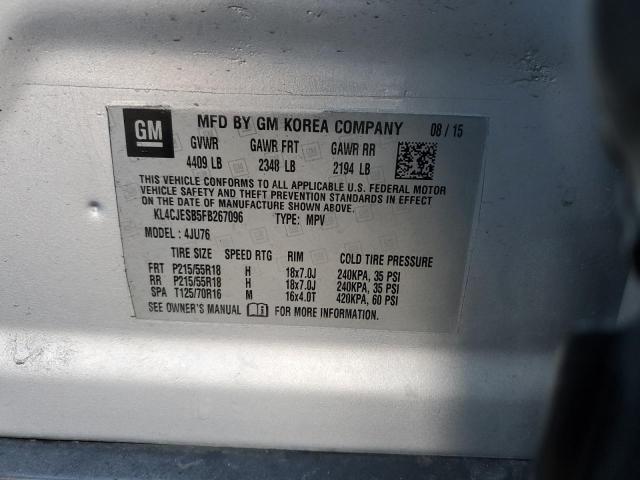 GM
MFD BY GM KOREA COMPANY 08/15
GVWR GAWR FRT GAWR RR
4409 LB 2348 LB 2194 LB
THIS VEHICLE CONFORMS TO ALL APPLICABLE U.S. FEDERAL MOTOR
VEHICLE SAFETY AND THEFT PREVENTION STANDARDS IN EFFECT ON THE
DATE OF MANUFACTURE SHOWN ABOVE.
KL4CJESB5FB267096 TYPE: MPV
MODEL: 4JU76
TIRE SIZE SPEED RTG RIM COLD TIRE PRESSURE
FRT P215/55R18 H 18x7.0J 240KPA, 35 PSI
RR P215/55R18 H 18x7.0J 240KPA, 35 PSI
SPA T125/70R16 M 16x4.0T 420KPA, 60 PSI
SEE OWNER'S MANUAL FOR MORE INFORMATION.